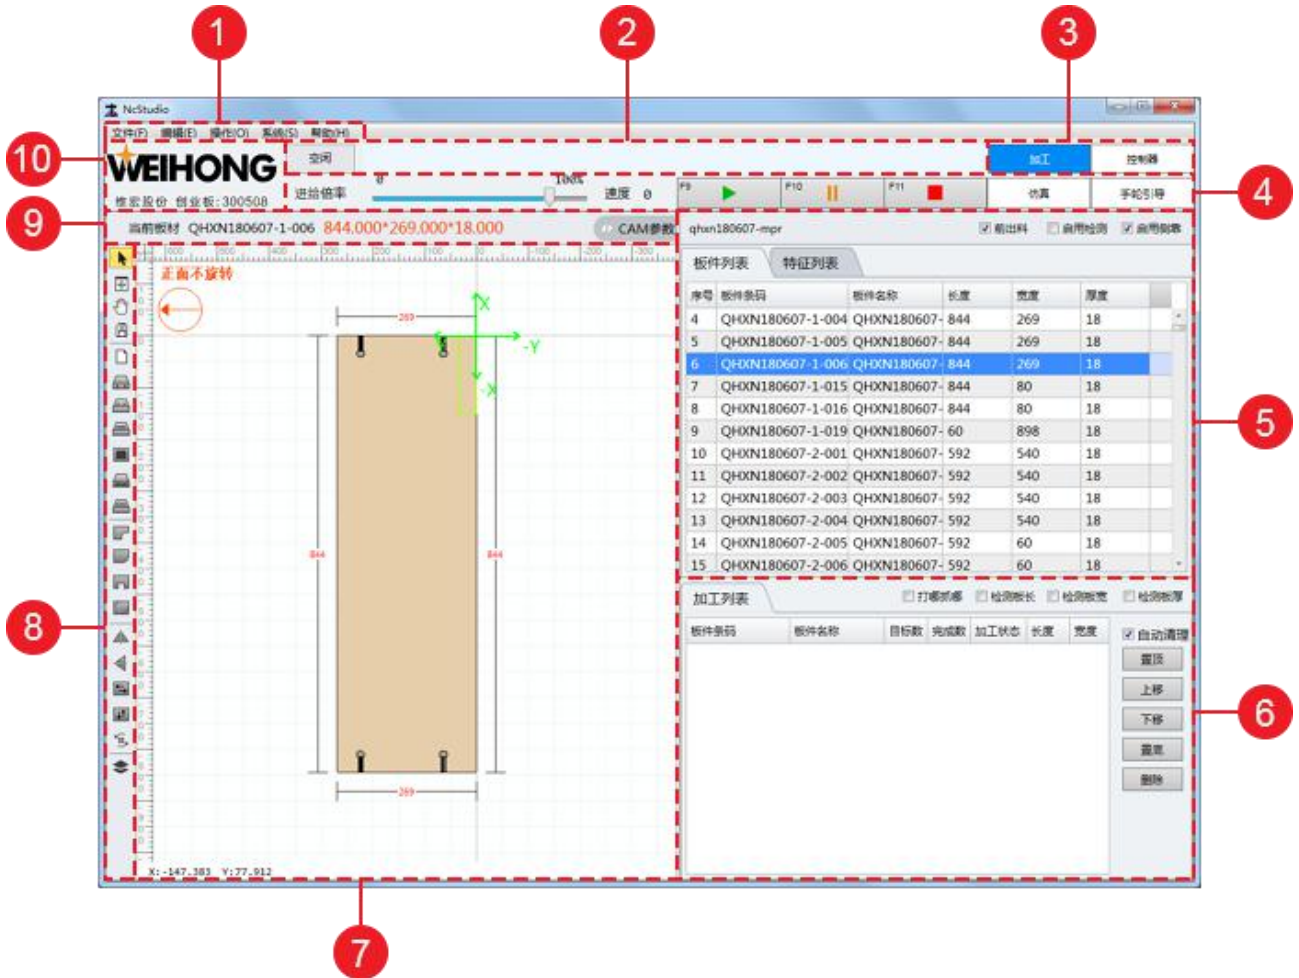 1
2
3
NcStudio
文件(F) 编辑(E) 操作(O) 系统(S) 帮助(H)
10
WEIHONG
空闲
加工
控制器
维宏股份 创业板:300508
进给倍率
0
100%
速度 0
F9
F10
F11
仿真
手轮引导
4
9
当前板材 QHXN180607-1-006 844.000*269.000*18.000
CAM参数
qhxn180607-mpr
前出料
启用检测
启用侧靠
板件列表
特征列表
正面不旋转
序号 板件条码 板件名称 长度 宽度 厚度
4 QHXN180607-1-004 QHXN180607- 844 269 18
5 QHXN180607-1-005 QHXN180607- 844 269 18
6 QHXN180607-1-006 QHXN180607- 844 269 18
7 QHXN180607-1-015 QHXN180607- 844 80 18
8 QHXN180607-1-016 QHXN180607- 844 80 18
9 QHXN180607-1-019 QHXN180607- 60 898 18
10 QHXN180607-2-001 QHXN180607- 592 540 18
11 QHXN180607-2-002 QHXN180607- 592 540 18
12 QHXN180607-2-003 QHXN180607- 592 540 18
13 QHXN180607-2-004 QHXN180607- 592 540 18
14 QHXN180607-2-005 QHXN180607- 592 60 18
15 QHXN180607-2-006 QHXN180607- 592 60 18
5
269
X
-Y
-X
844
844
269
X:-147.383 Y:77.912
加工列表
检测板长
检测板宽
检测板厚
板件条码 板件名称 目标数 完成数 加工状态 长度 宽度
自动清理
置顶
上移
下移
置底
删除
8
6
7